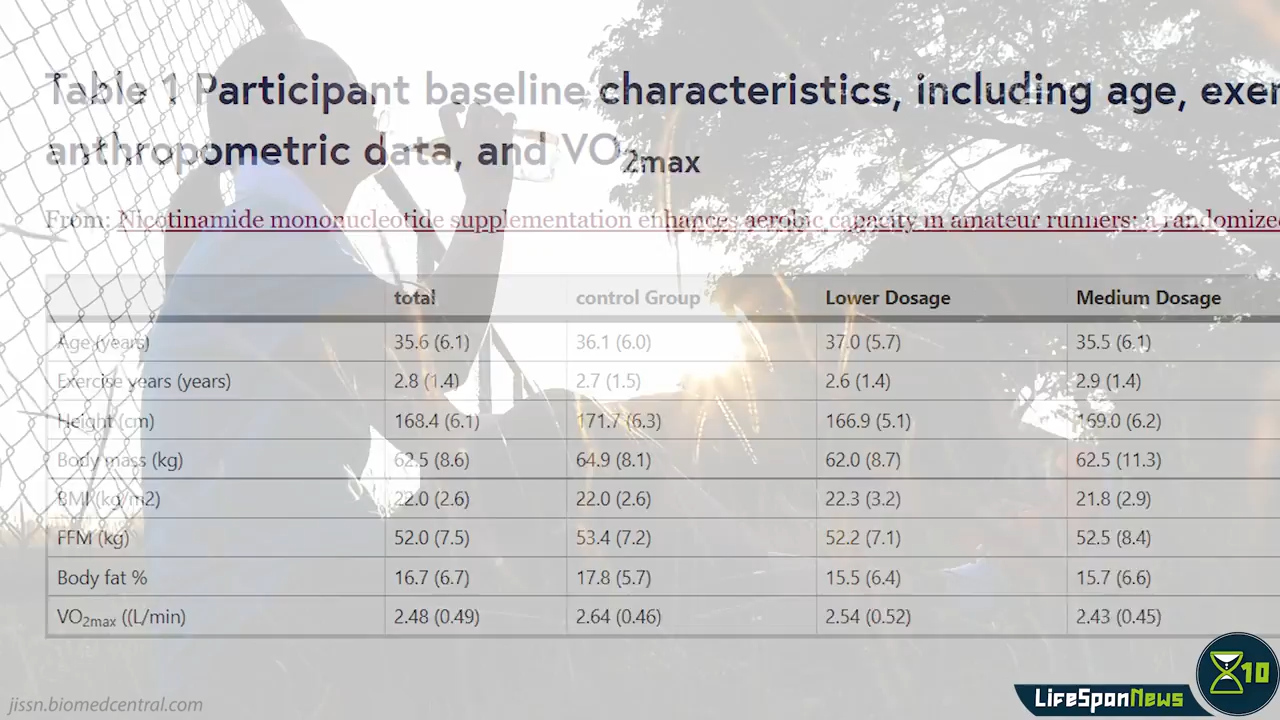 Table 1 Participant baseline characteristics, including age, exer
anthropometric data, and VO2max
From: Nicotinamide mononucleotide supplementation enhances aerobic capacity in amateur runners: a randomized
total control Group Lower Dosage Medium Dosage
Age (years) 35.6 (6.1) 36.1 (6.0) 37.0 (5.7) 35.5 (6.1)
Exercise years (years) 2.8 (1.4) 2.7 (1.5) 2.6 (1.4) 2.9 (1.4)
Height (cm) 168.4 (6.1) 171.7 (6.3) 166.9 (5.1) 169.0 (6.2)
Body mass (kg) 62.5 (8.6) 64.9 (8.1) 62.0 (8.7) 62.5 (11.3)
BMI (kg/m2) 22.0 (2.6) 22.0 (2.6) 22.3 (3.2) 21.8 (2.9)
FFM (kg) 52.0 (7.5) 53.4 (7.2) 52.2 (7.1) 52.5 (8.4)
Body fat % 16.7 (6.7) 17.8 (5.7) 15.5 (6.4) 15.7 (6.6)
VO2max ((L/min) 2.48 (0.49) 2.64 (0.46) 2.54 (0.52) 2.43 (0.45)
jissn.biomedcentral.com
LifeSpanNews
10